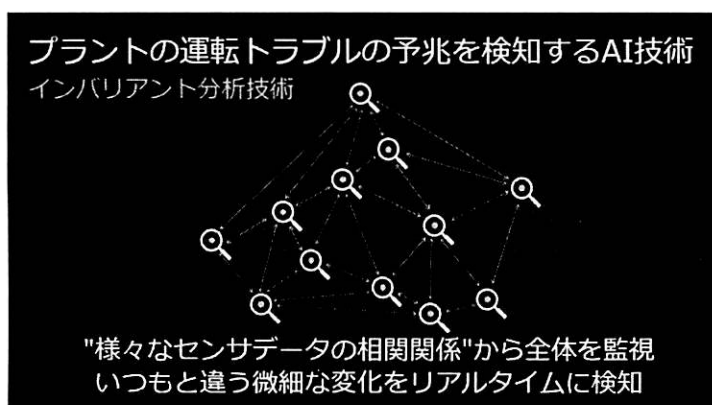 プラントの運転トラブルの予兆を検知するAI技術
インバリアント分析技術
"様々なセンサデータの相関関係"から全体を監視
いつもと違う微細な変化をリアルタイムに検知